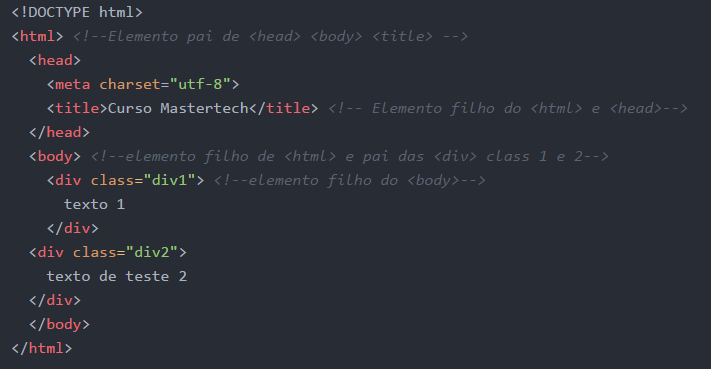 <!DOCTYPE html>
<html> <!--Elemento pai de <head> <body> <title> -->
  <head>
    <meta charset="utf-8">
    <title>Curso Mastertech</title> <!-- Elemento filho do <html> e <head>-->
  </head>
  <body> <!--elemento filho de <html> e pai das <div> class 1 e 2-->
    <div class="div1"> <!--elemento filho do <body>-->
      texto 1
    </div>
  <div class="div2">
    texto de teste 2
  </div>
  </body>
</html>